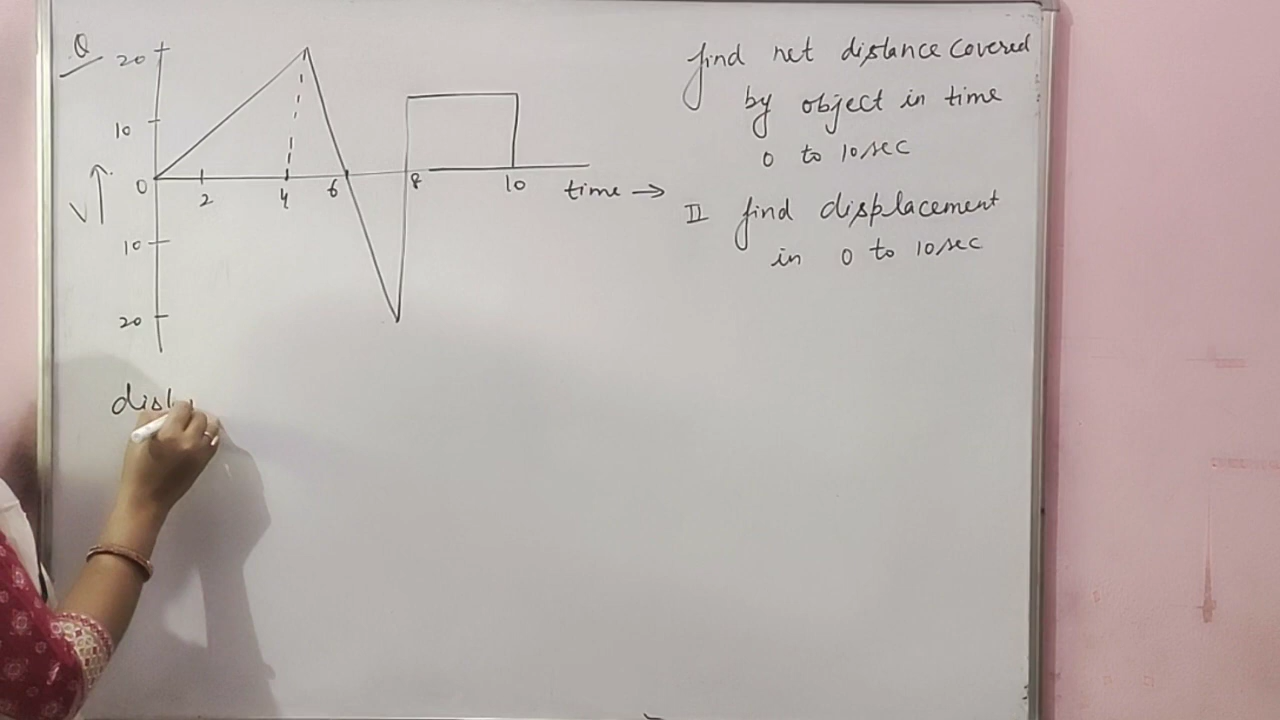 Q
20
10
0
V
10
20
2
4
6
8
10
time →
find net distance covered
by object in time
0 to 10sec
II find displacement
in 0 to 10sec